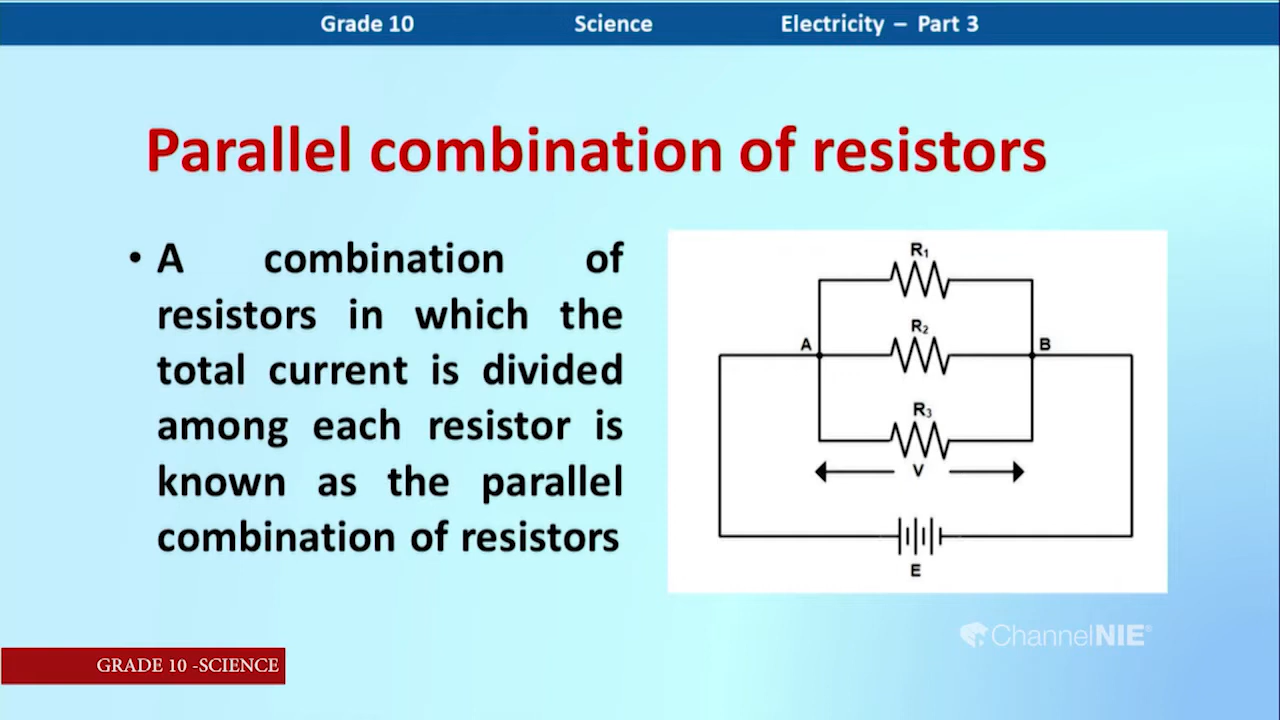 Grade 10 Science Electricity – Part 3
Parallel combination of resistors
• A combination of
resistors in which the
total current is divided
among each resistor is
known as the parallel
combination of resistors
R₁
R₂
A B
R₃
V
E
ChannelNIE®
GRADE 10 -SCIENCE